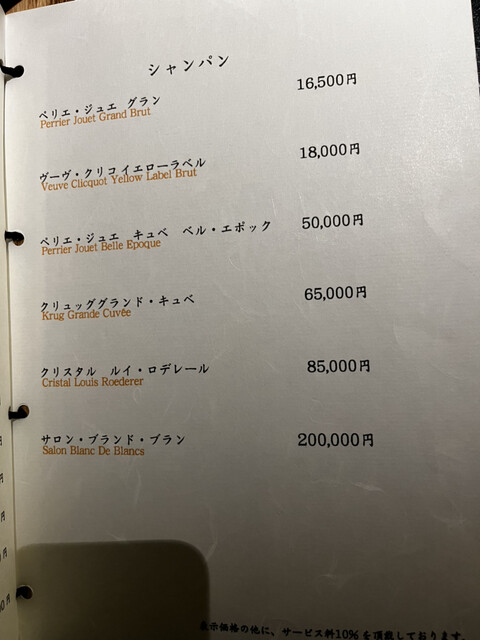 シャンパン
ペリエ・ジュエ グラン 16,500円
Perrier Jouet Grand Brut
ヴーヴ・クリコイエローラベル 18,000円
Veuve Clicquot Yellow Label Brut
ペリエ・ジュエ キュベ ベル・エポック 50,000円
Perrier Jouet Belle Epoque
クリュッググランド・キュベ 65,000円
Krug Grande Cuvée
クリスタル ルイ・ロデレール 85,000円
Cristal Louis Roederer
サロン・ブランド・ブラン 200,000円
Salon Blanc De Blancs
表示価格の他に、サービス料10%を頂戴しております。